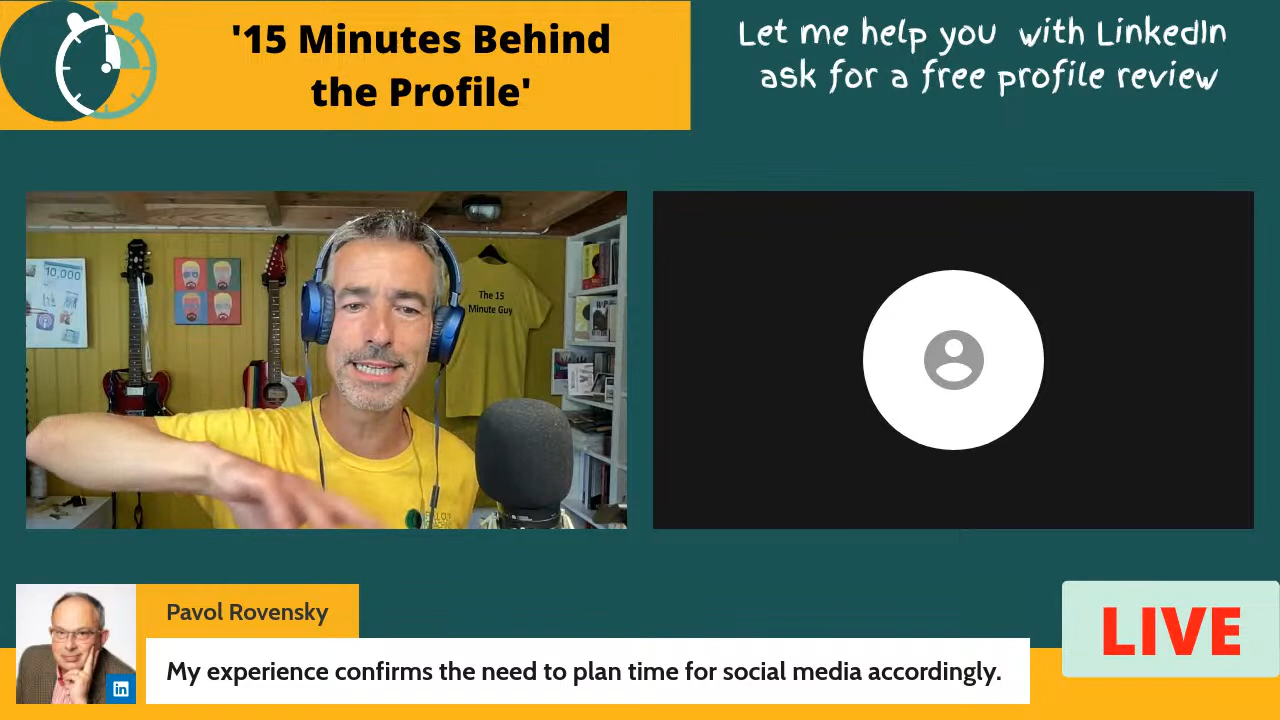 '15 Minutes Behind
the Profile'
Let me help you with LinkedIn
ask for a free profile review
10,000
The 15
Minute Guy
Pavol Rovensky
in
My experience confirms the need to plan time for social media accordingly.
LIVE